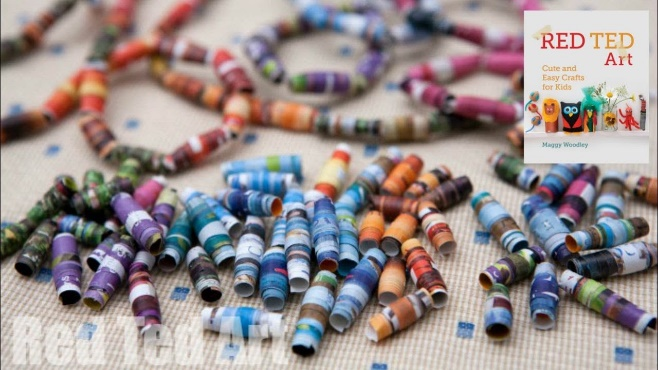 RED TED
Art
Cute and
Easy Crafts
for Kids
Maggy Woodley
Red Ted Art